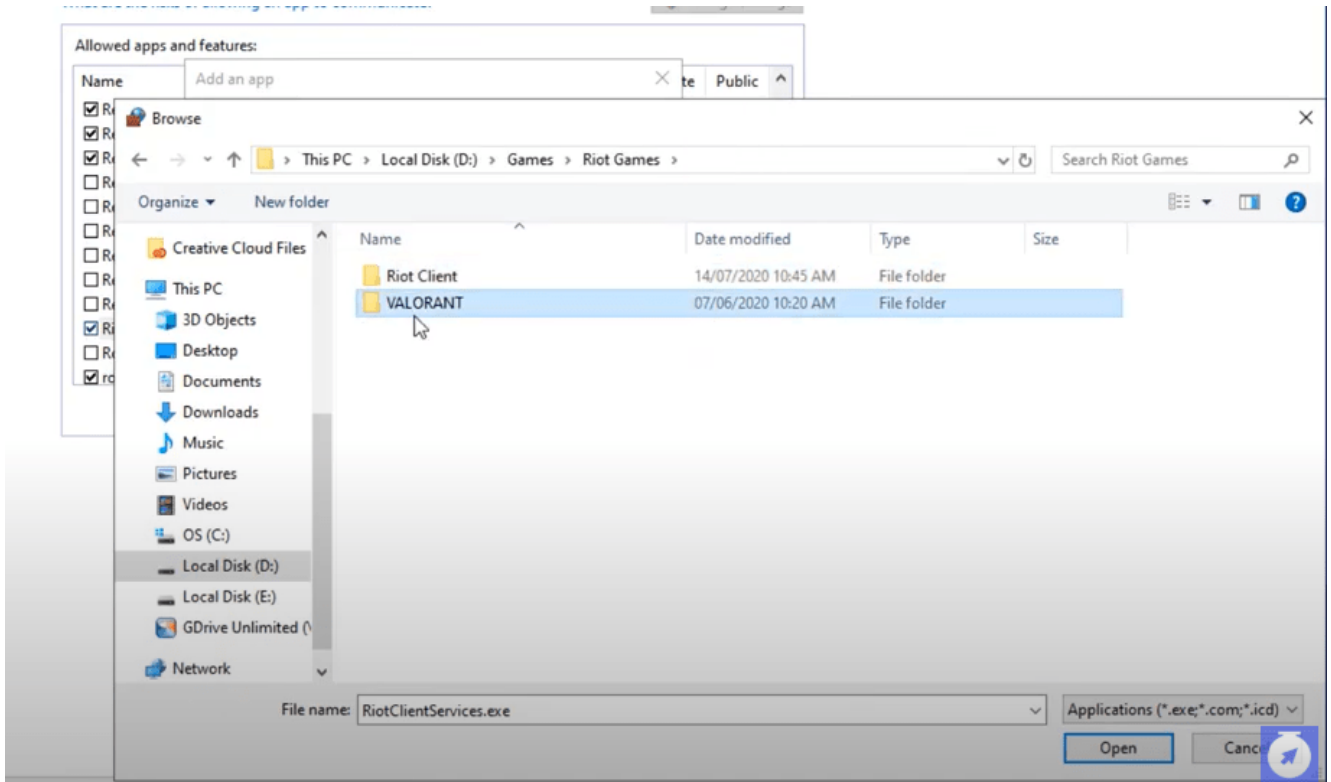 Allowed apps and features:
Name
Add an app
te
Public
Browse
This PC > Local Disk (D:) > Games > Riot Games >
Search Riot Games
Organize
New folder
Name
Date modified
Type
Size
Creative Cloud Files
This PC
3D Objects
Desktop
Documents
Downloads
Music
Pictures
Videos
OS (C:)
Local Disk (D:)
Local Disk (E:)
GDrive Unlimited (
Network
Riot Client 14/07/2020 10:45 AM File folder
VALORANT 07/06/2020 10:20 AM File folder
File name: RiotClientServices.exe
Applications (*.exe;*.com;*.icd)
Open
Cance